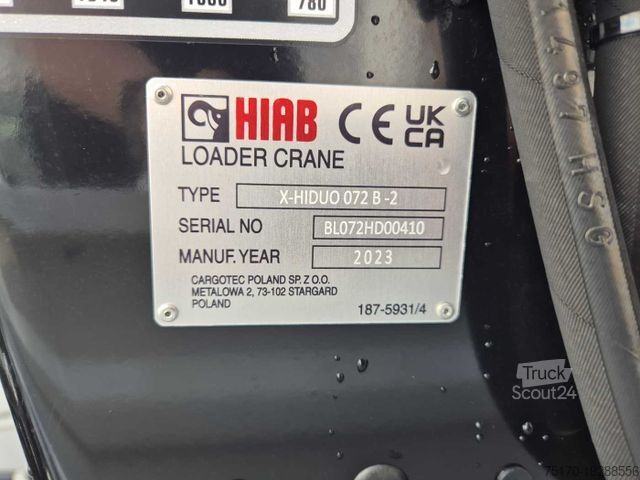 780
HIAB CE UK
CA
LOADER CRANE
TYPE X-HIDUO 072 B -2
SERIAL NO BL072HD00410
MANUF. YEAR 2023
CARGOTEC POLAND SP. Z O.O.
METALOWA 2, 73-102 STARGARD
POLAND
187-5931/4
Truck
Scout24